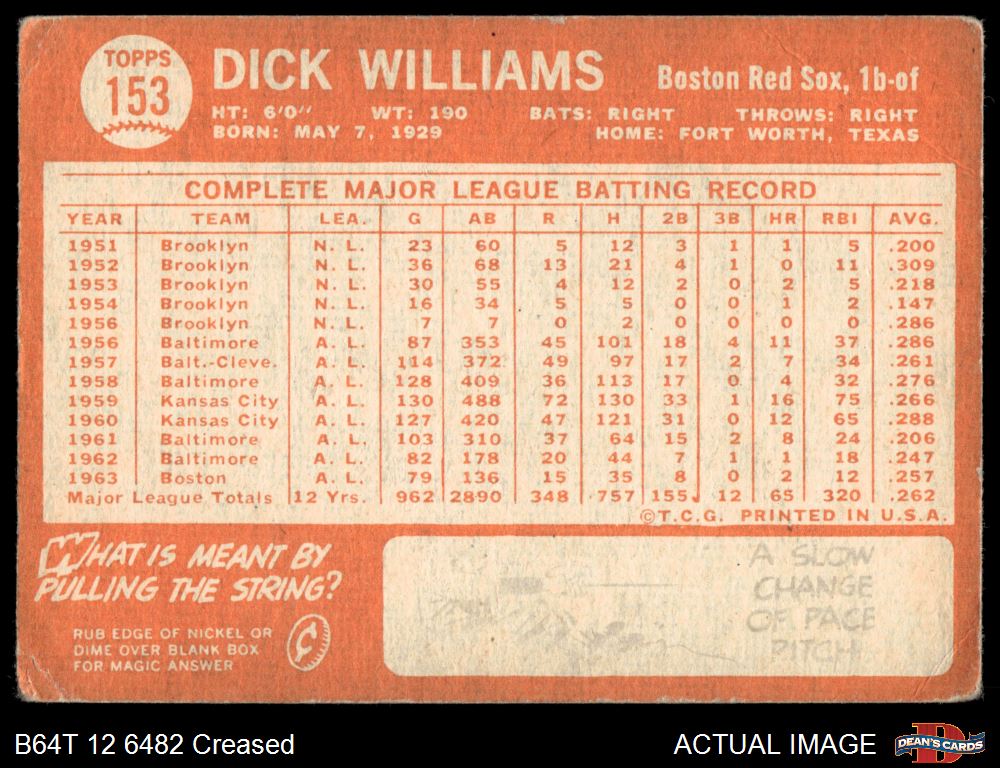 TOPPS
153
DICK WILLIAMS
Boston Red Sox, 1b-of
HT: 6'0" WT: 190 BATS: RIGHT THROWS: RIGHT
BORN: MAY 7, 1929 HOME: FORT WORTH, TEXAS
COMPLETE MAJOR LEAGUE BATTING RECORD
YEAR TEAM LEA. G AB R H 2B 3B HR RBI AVG.
1951 Brooklyn N. L. 23 60 5 12 3 1 1 5 .200
1952 Brooklyn N. L. 36 68 13 21 4 1 0 11 .309
1953 Brooklyn N. L. 30 55 4 12 2 0 2 5 .218
1954 Brooklyn N. L. 16 34 5 5 0 0 1 2 .147
1956 Brooklyn N. L. 7 7 0 2 0 0 0 0 .286
1956 Baltimore A. L. 87 353 45 101 18 4 11 37 .286
1957 Balt.-Cleve. A. L. 114 372 49 97 17 2 7 34 .261
1958 Baltimore A. L. 128 409 36 113 17 0 4 32 .276
1959 Kansas City A. L. 130 488 72 130 33 1 16 75 .266
1960 Kansas City A. L. 127 420 47 121 31 0 12 65 .288
1961 Baltimore A. L. 103 310 37 64 15 2 8 24 .206
1962 Baltimore A. L. 82 178 20 44 7 1 1 18 .247
1963 Boston A. L. 79 136 15 35 8 0 2 12 .257
Major League Totals 12 Yrs. 962 2890 348 757 155 12 65 320 .262
©T.C.G. PRINTED IN U.S.A.
WHAT IS MEANT BY
PULLING THE STRING?
RUB EDGE OF NICKEL OR
DIME OVER BLANK BOX
FOR MAGIC ANSWER
A SLOW
CHANGE
OF PACE
PITCH
B64T 12 6482 Creased
ACTUAL IMAGE
DEAN'S CARDS